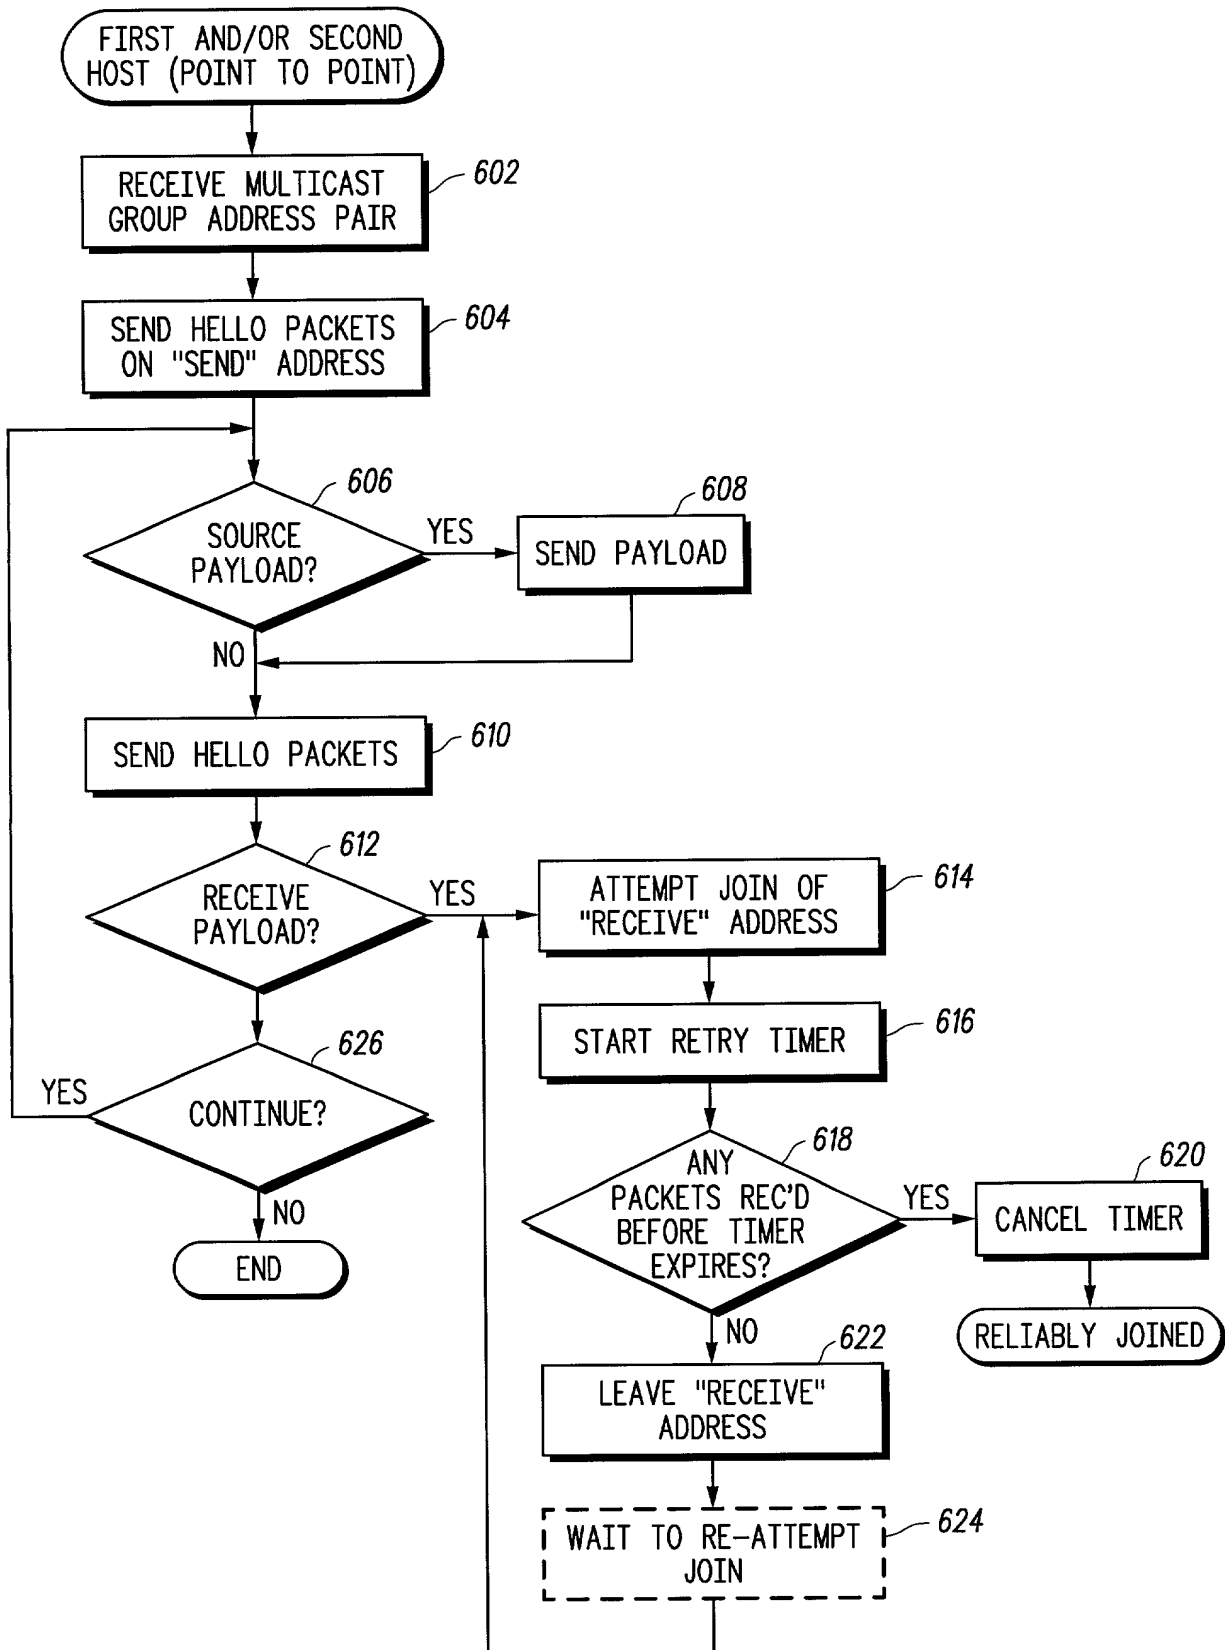 FIRST AND/OR SECOND
HOST (POINT TO POINT)
RECEIVE MULTICAST
GROUP ADDRESS PAIR
602
SEND HELLO PACKETS
ON "SEND" ADDRESS
604
606
SOURCE
PAYLOAD?
YES
608
SEND PAYLOAD
NO
SEND HELLO PACKETS
610
612
RECEIVE
PAYLOAD?
YES
ATTEMPT JOIN OF
"RECEIVE" ADDRESS
614
START RETRY TIMER
616
626
YES
CONTINUE?
NO
END
618
ANY
PACKETS REC'D
BEFORE TIMER
EXPIRES?
YES
620
CANCEL TIMER
RELIABLY JOINED
NO
622
LEAVE "RECEIVE"
ADDRESS
WAIT TO RE-ATTEMPT
JOIN
624